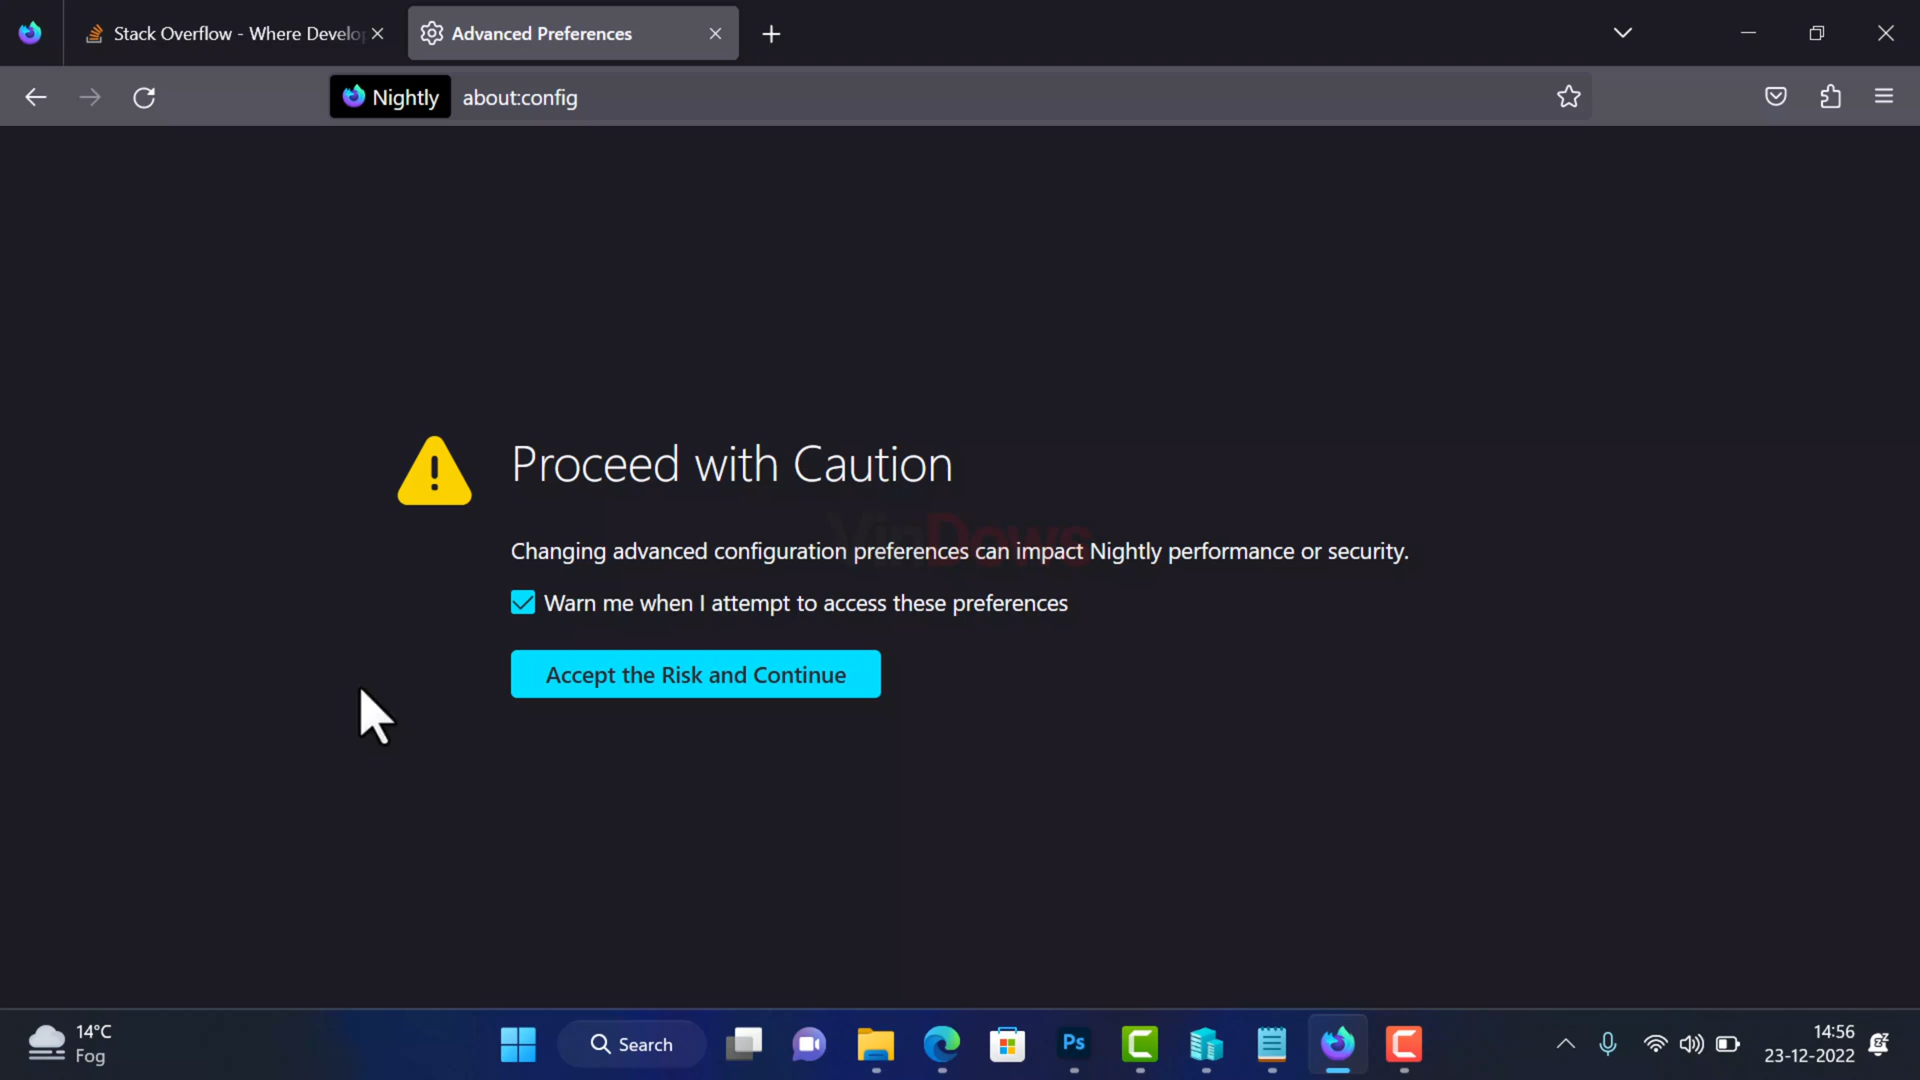 Stack Overflow - Where Develo
Advanced Preferences
Nightly
about:config
Proceed with Caution
VinDows
Changing advanced configuration preferences can impact Nightly performance or security.
Warn me when I attempt to access these preferences
Accept the Risk and Continue
14°C
Fog
Search
Ps
14:56
23-12-2022